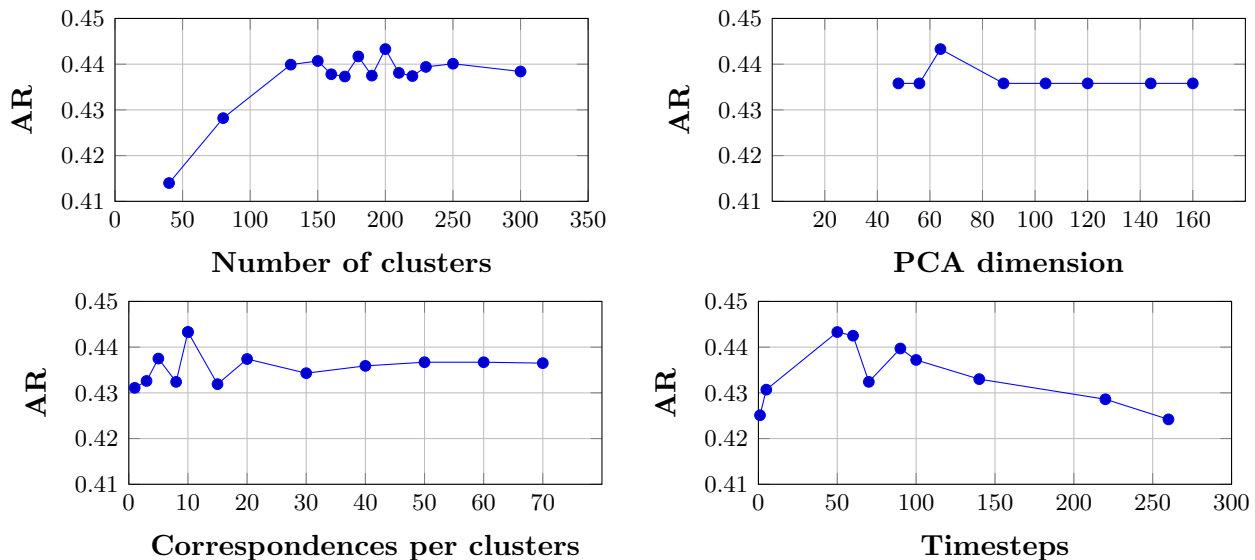 0.45
0.44
0.43
0.42
0.41
AR
0 50 100 150 200 250 300 350
Number of clusters
0.45
0.44
0.43
0.42
0.41
AR
20 40 60 80 100 120 140 160
PCA dimension
0.45
0.44
0.43
0.42
0.41
AR
0 10 20 30 40 50 60 70
Correspondences per clusters
0.45
0.44
0.43
0.42
0.41
AR
0 50 100 150 200 250 300
Timesteps